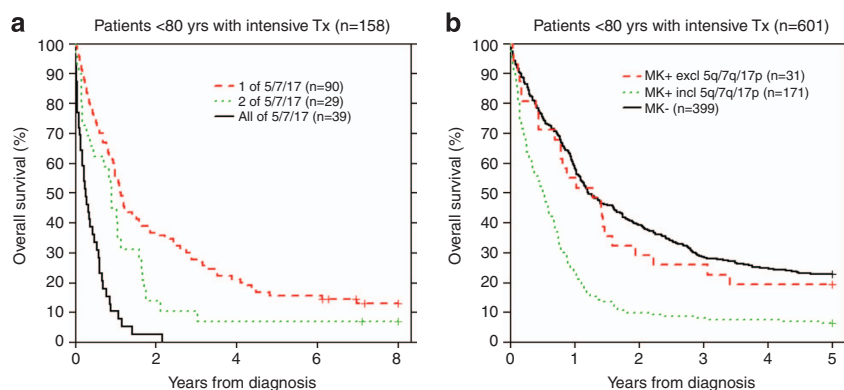 a
Patients <80 yrs with intensive Tx (n=158)
100
90
80
70
60
50
40
30
20
10
0
Overall survival (%)
1 of 5/7/17 (n=90)
2 of 5/7/17 (n=29)
All of 5/7/17 (n=39)
0 2 4 6 8
Years from diagnosis
b
Patients <80 yrs with intensive Tx (n=601)
100
90
80
70
60
50
40
30
20
10
0
Overall survival (%)
MK+ excl 5q/7q/17p (n=31)
MK+ incl 5q/7q/17p (n=171)
MK- (n=399)
0 1 2 3 4 5
Years from diagnosis